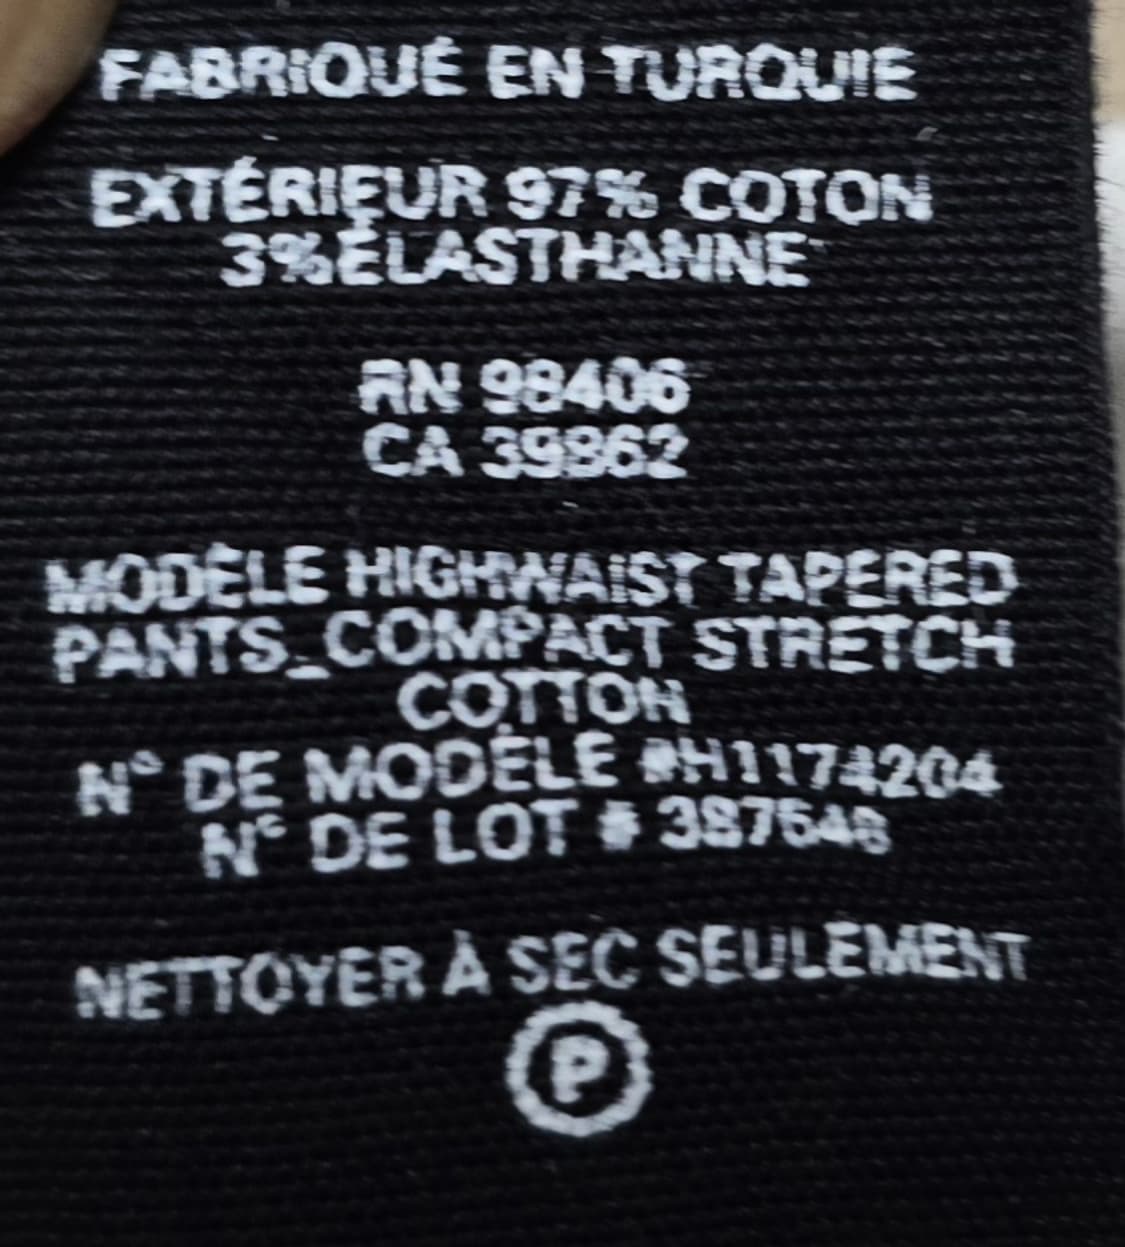 FABRIQUÉ EN TURQUIE
EXTÉRIEUR 97% COTON
3%ÉLASTHANNE
RN 98406
CA 39862
MODÈLE HIGHWAIST TAPERED
PANTS_COMPACT STRETCH
COTTON
N° DE MODÈLE #H1174204
N° DE LOT #
NETTOYER À SEC SEULEMENT
P